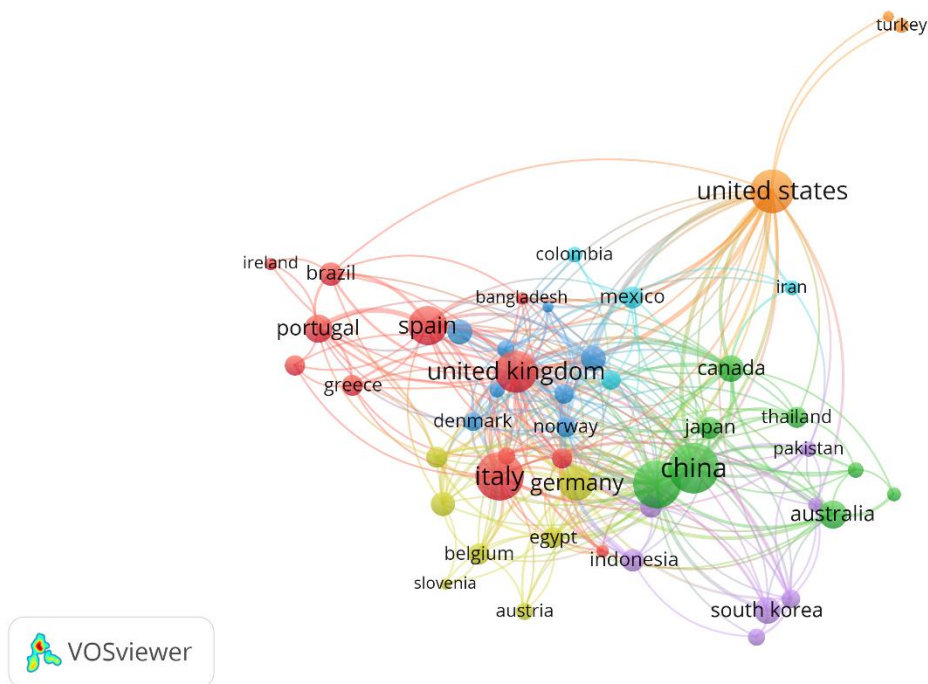 turkey
united states
colombia
ireland
brazil
iran
bangladesh
mexico
portugal
spain
united kingdom
canada
greece
thailand
denmark
norway
japan
pakistan
italy
germany
china
australia
egypt
belgium
indonesia
slovenia
austria
south korea
VOSviewer